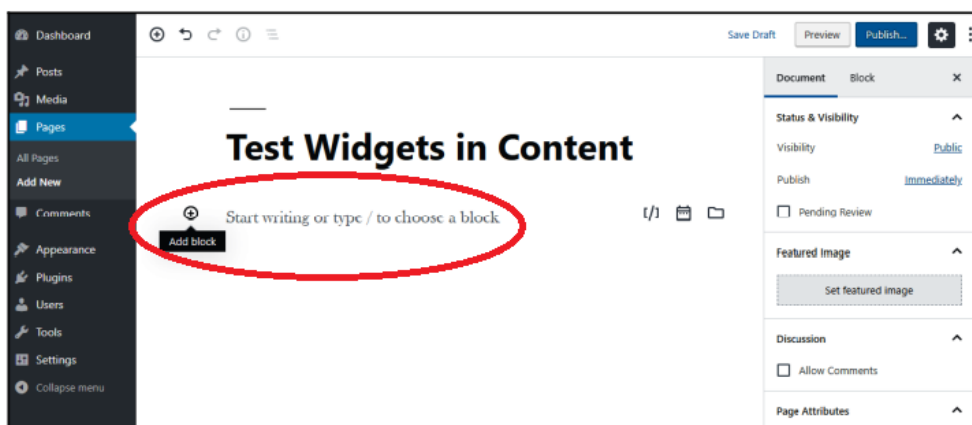 Dashboard
Posts
Media
Pages
All Pages
Add New
Comments
Appearance
Plugins
Users
Tools
Settings
Collapse menu
Save Draft
Preview
Publish...
Test Widgets in Content
Start writing or type / to choose a block
Add block
[/]
Document
Block
Status & Visibility
Visibility
Public
Publish
Immediately
Pending Review
Featured Image
Set featured image
Discussion
Allow Comments
Page Attributes